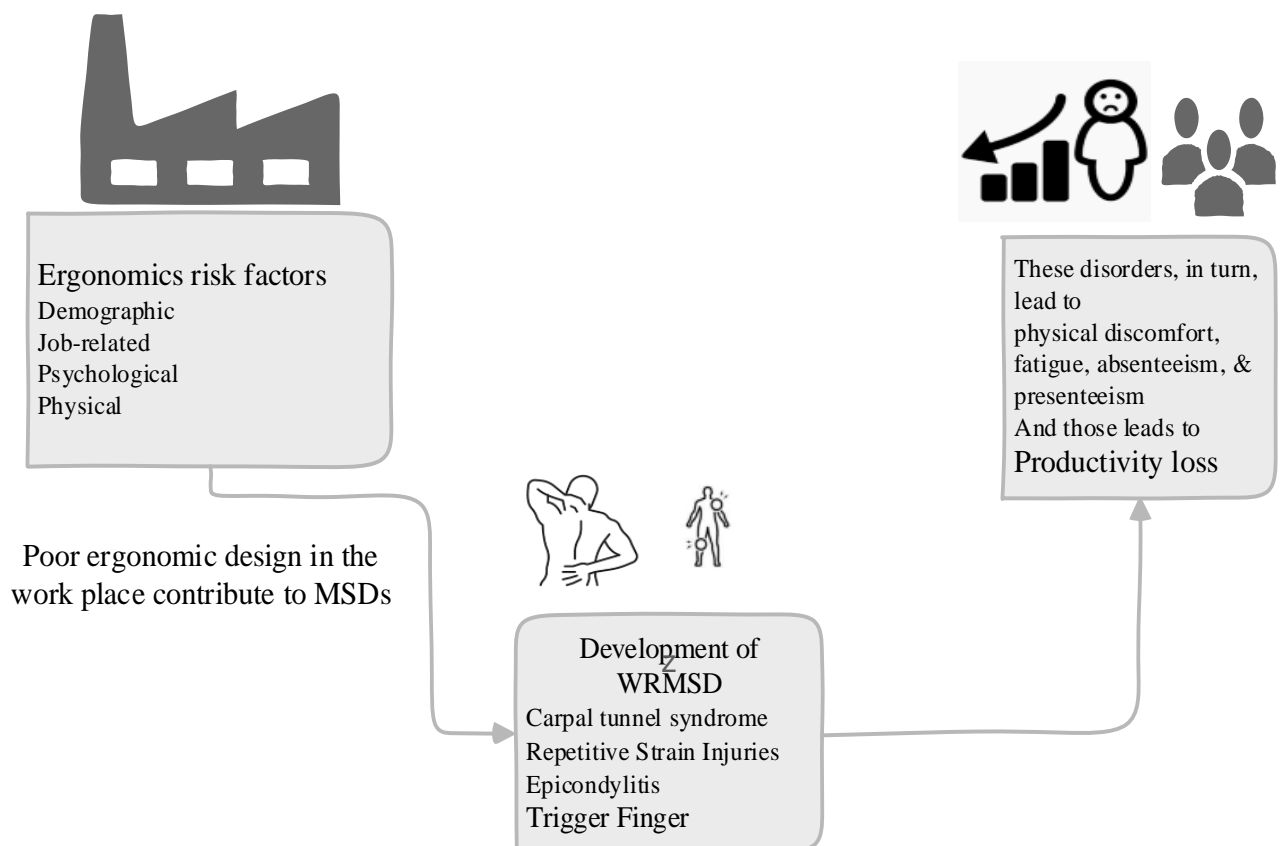 Ergonomics risk factors
Demographic
Job-related
Psychological
Physical
Poor ergonomic design in the
work place contribute to MSDs
Development of
z
WRMSD
Carpal tunnel syndrome
Repetitive Strain Injuries
Epicondylitis
Trigger Finger
These disorders, in turn,
lead to
physical discomfort,
fatigue, absenteeism, &
presenteeism
And those leads to
Productivity loss